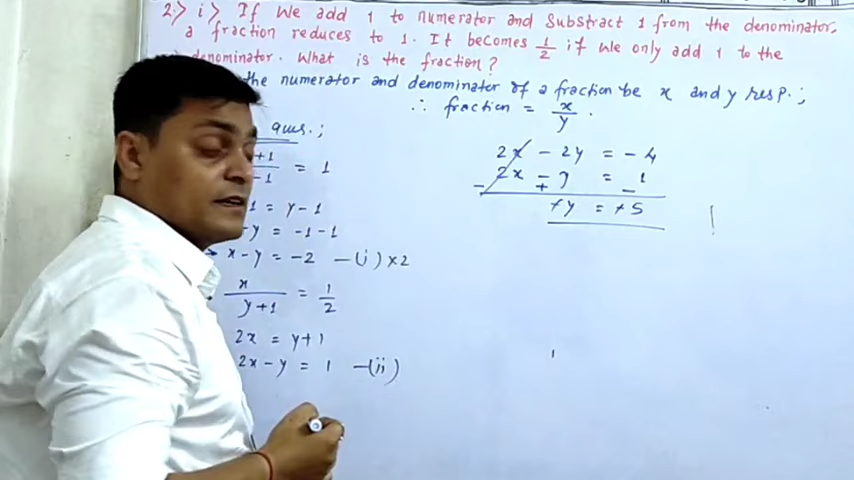 2.> i> If we add 1 to numerator and substract 1 from the denominator,
a fraction reduces to 1. It becomes 1/2 if we only add 1 to the
denominator. What is the fraction?
the numerator and denominator of a fraction be x and y resp.;
∴ fraction = x/y.
ques.;
+1/-1 = 1
1 = y-1
-y = -1-1
x-y = -2 —(i)×2
x/y+1 = 1/2
2x = y+1
2x-y = 1 —(ii)
2x - 2y = -4
2x - y = 1
- + -
+y = +5